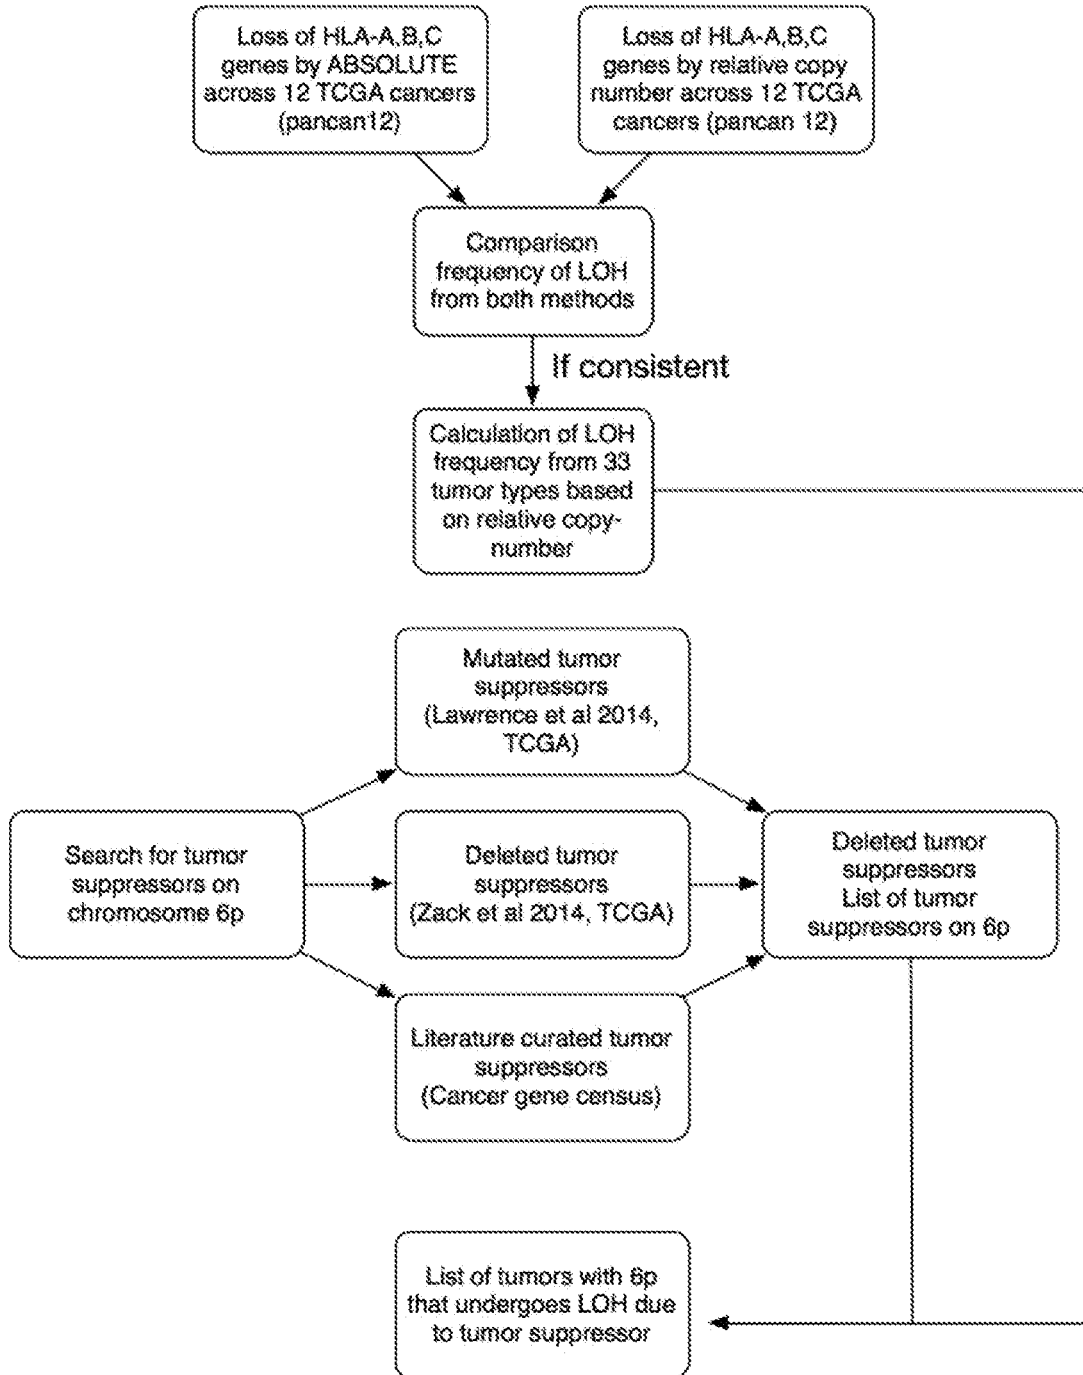 Loss of HLA-A,B,C
genes by ABSOLUTE
across 12 TCGA cancers
(pancan12)
Loss of HLA-A,B,C
genes by relative copy
number across 12 TCGA
cancers (pancan 12)
Comparison
frequency of LOH
from both methods
If consistent
Calculation of LOH
frequency from 33
tumor types based
on relative copy-
number
Mutated tumor
suppressors
(Lawrence et al 2014,
TCGA)
Search for tumor
suppressors on
chromosome 6p
Deleted tumor
suppressors
(Zack et al 2014, TCGA)
Deleted tumor
suppressors
List of tumor
suppressors on 6p
Literature curated tumor
suppressors
(Cancer gene census)
List of tumors with 6p
that undergoes LOH due
to tumor suppressor